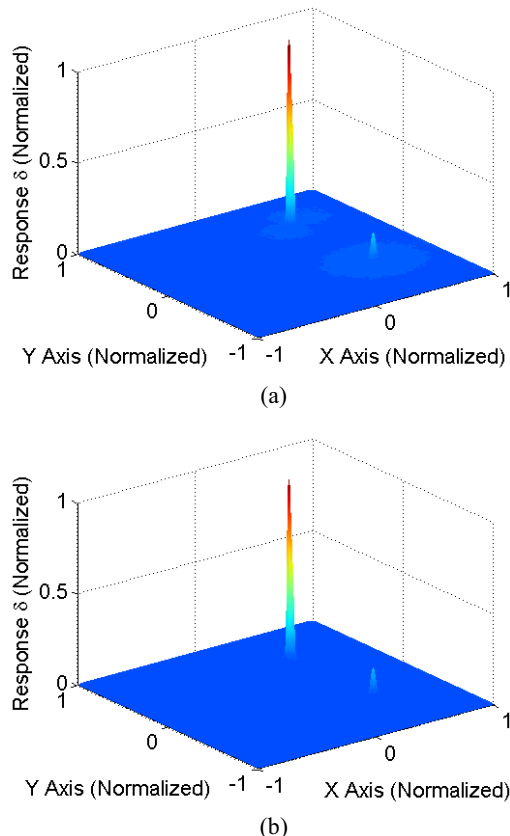 Response δ (Normalized)
1
0.5
0
1
0
-1
-1
0
1
Y Axis (Normalized)
X Axis (Normalized)
(a)
Response δ (Normalized)
1
0.5
0
1
0
-1
-1
0
1
Y Axis (Normalized)
X Axis (Normalized)
(b)